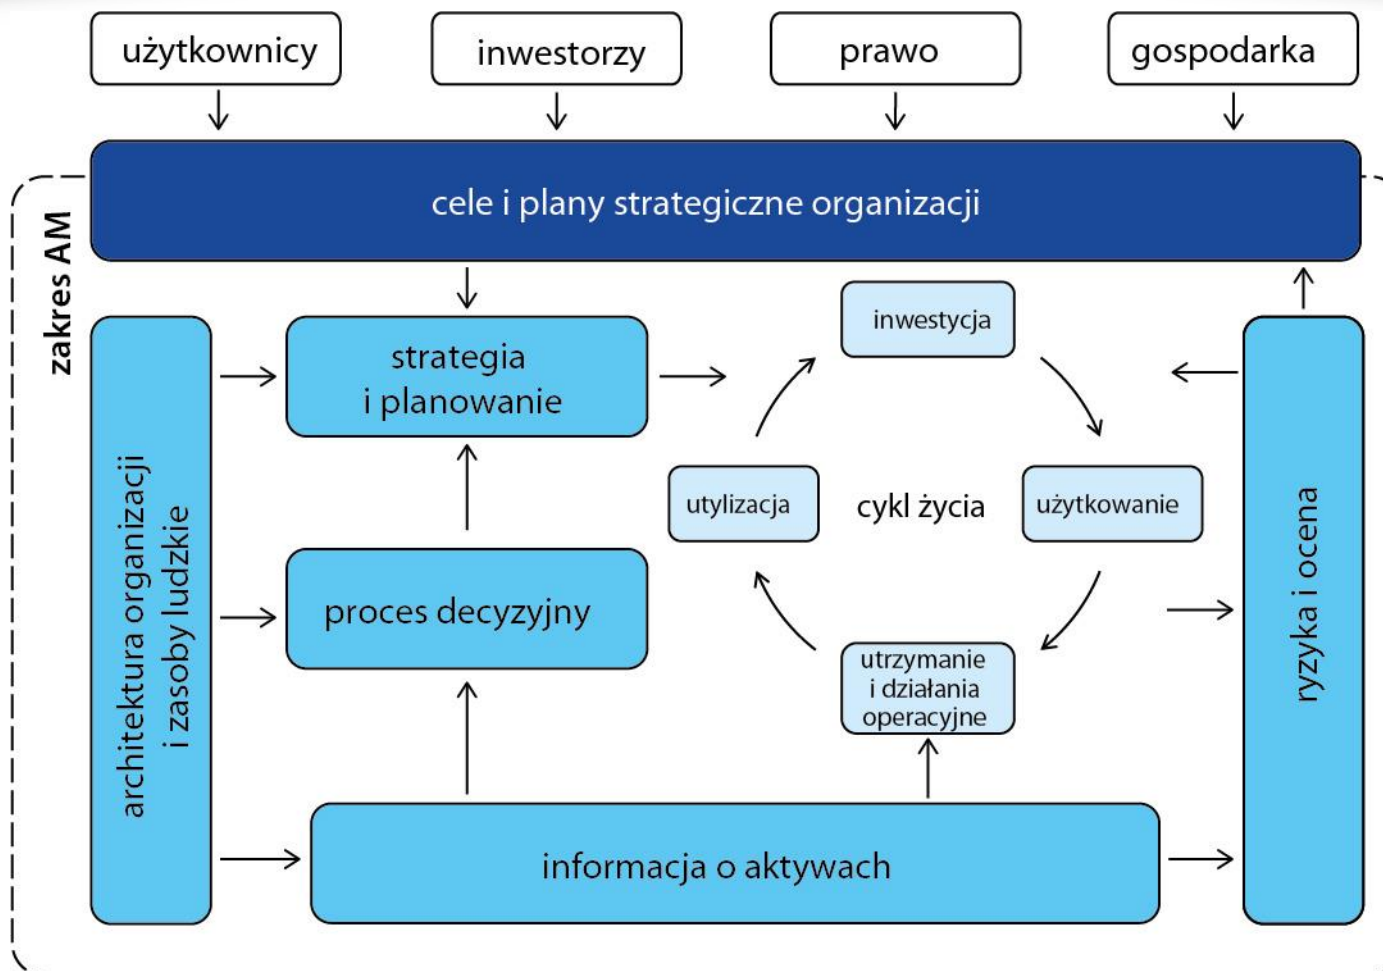 użytkownicy
inwestorzy
prawo
gospodarka
cele i plany strategiczne organizacji
zakres AM
architektura organizacji
i zasoby ludzkie
strategia
i planowanie
proces decyzyjny
inwestycja
utylizacja
cykl życia
użytkowanie
utrzymanie
i działania
operacyjne
informacja o aktywach
ryzyka i ocena